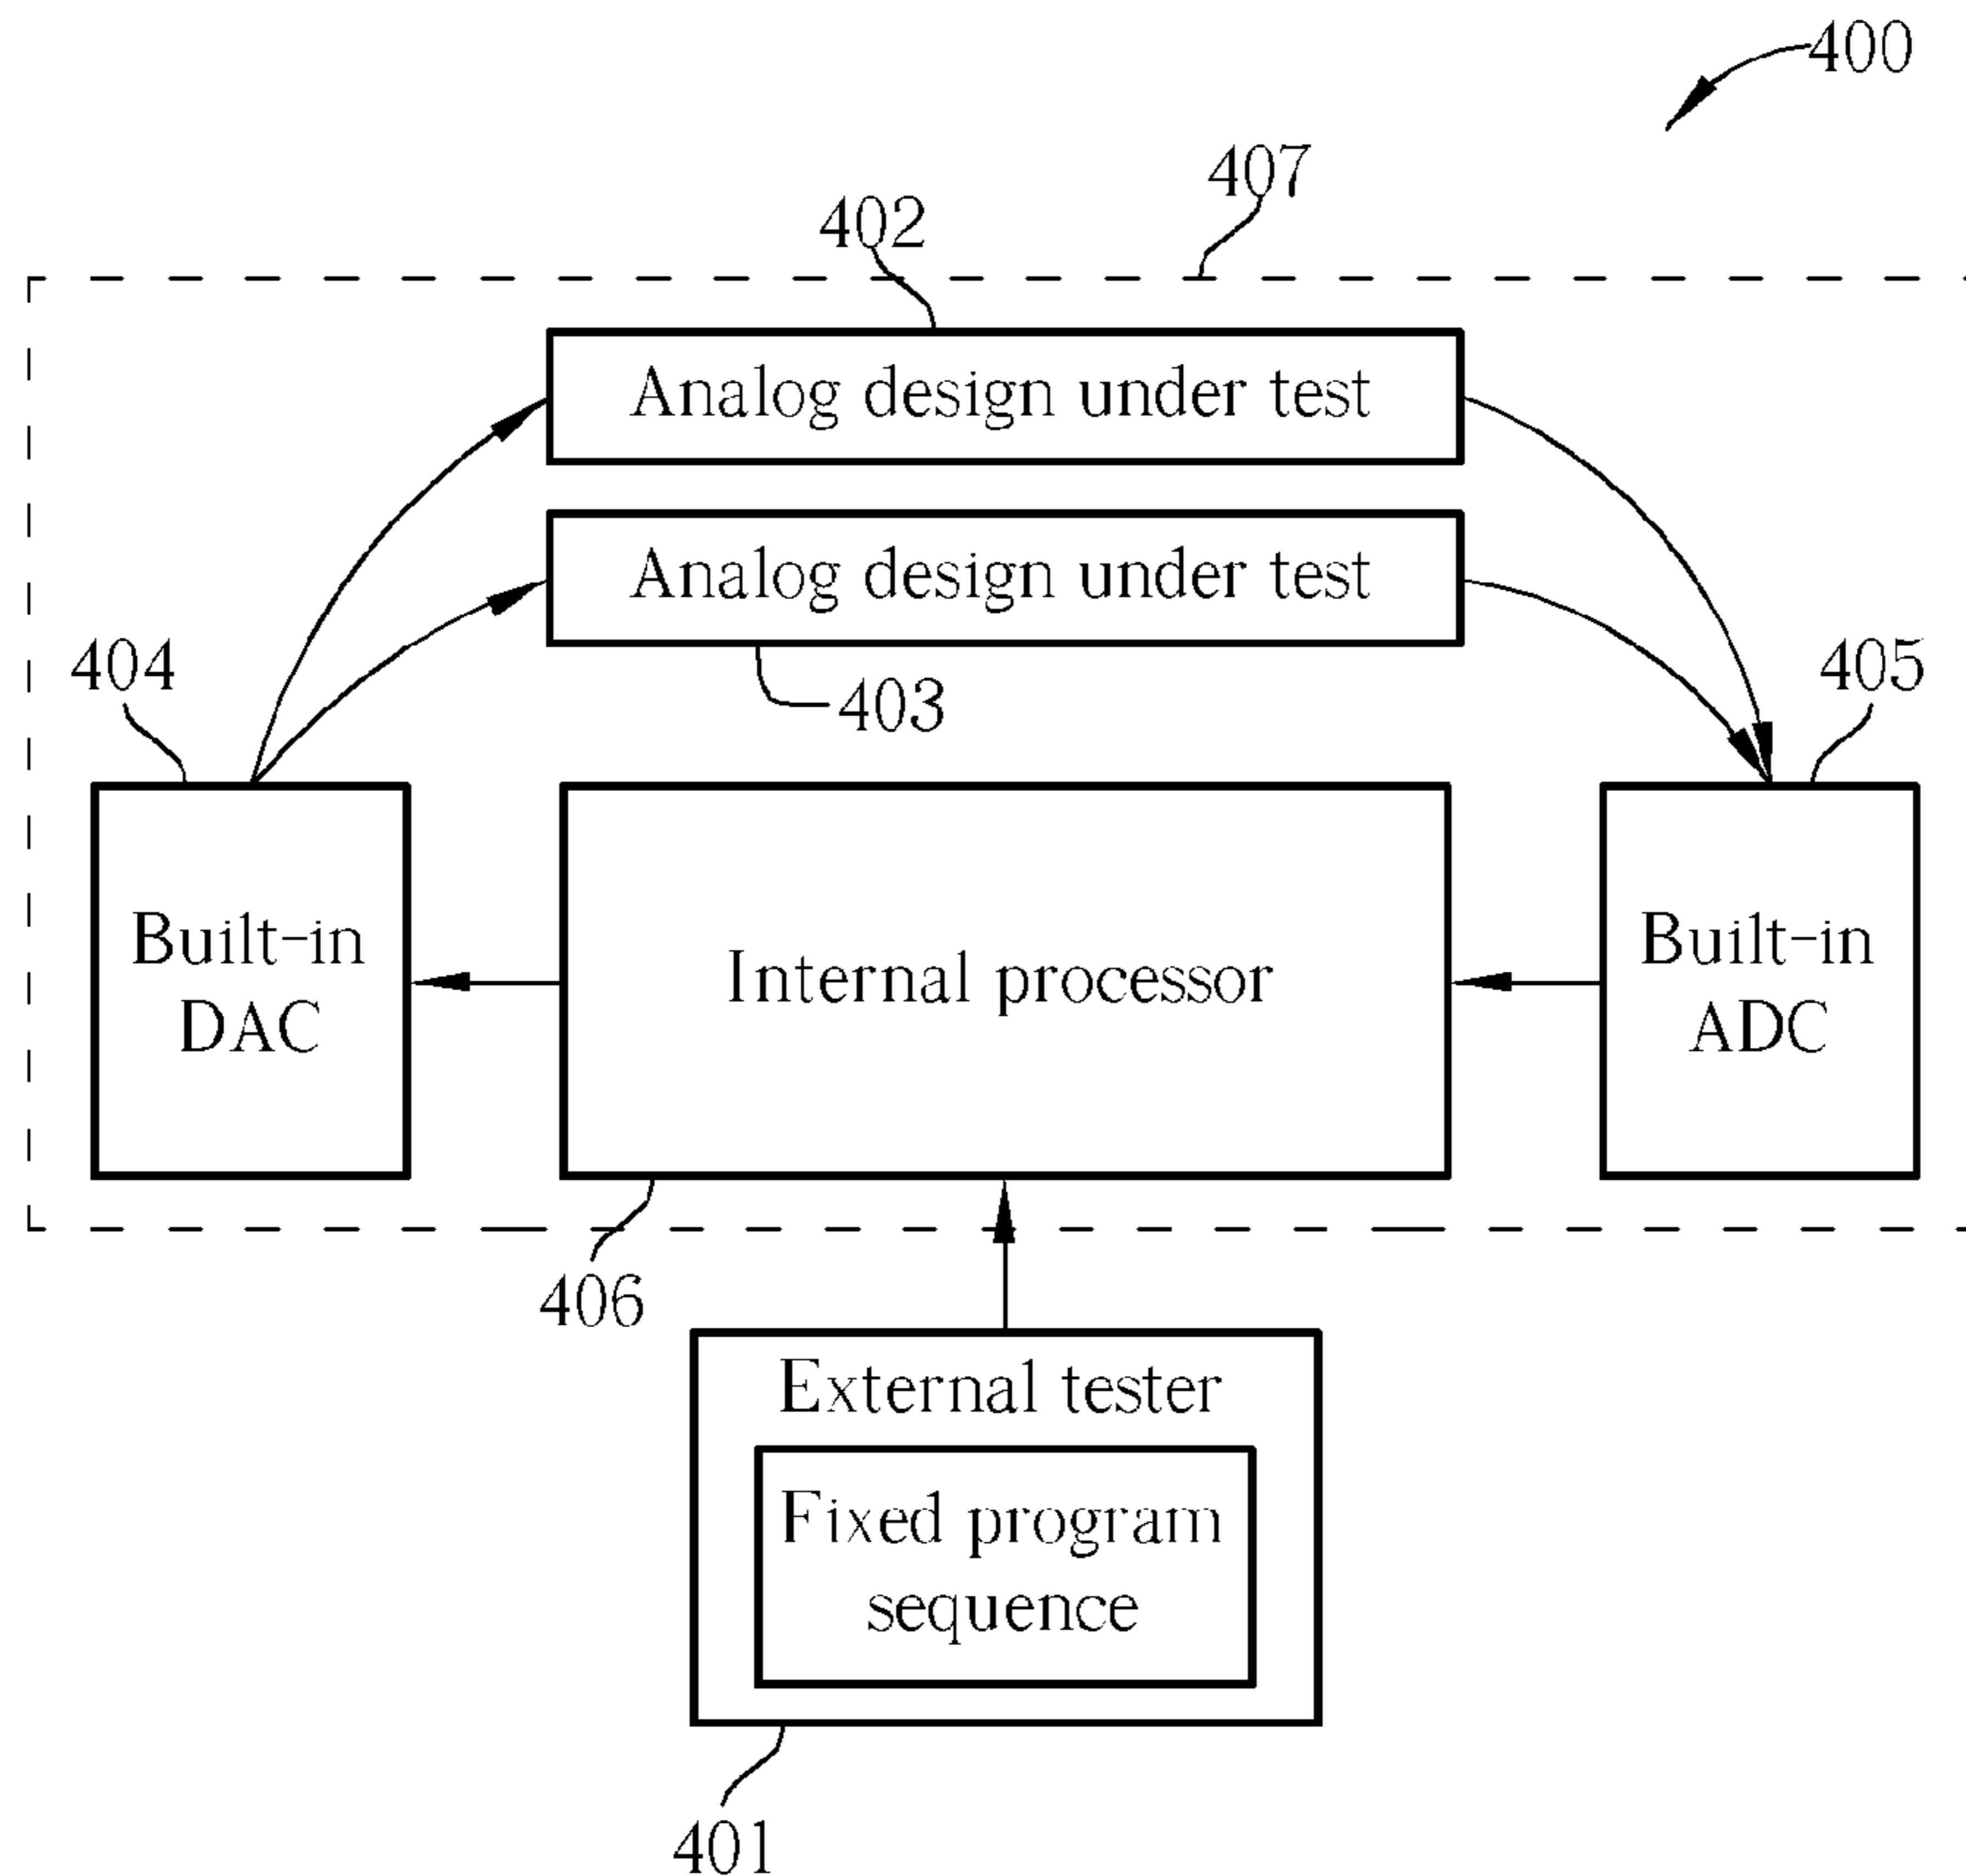 400
407
402
Analog design under test
Analog design under test
404
403
405
Built-in
DAC
Internal processor
Built-in
ADC
406
External tester
Fixed program
sequence
401